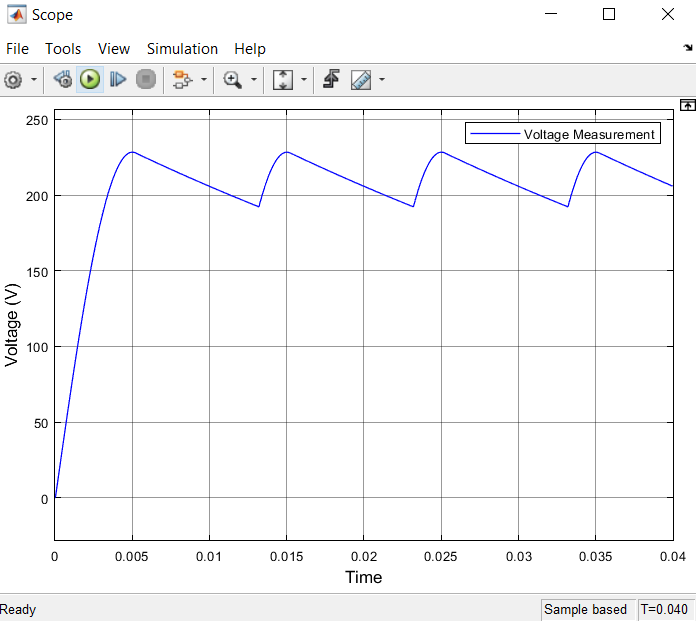 Scope
File Tools View Simulation Help
Voltage Measurement
250
200
150
100
50
0
Voltage (V)
0 0.005 0.01 0.015 0.02 0.025 0.03 0.035 0.04
Time
Ready Sample based T=0.040